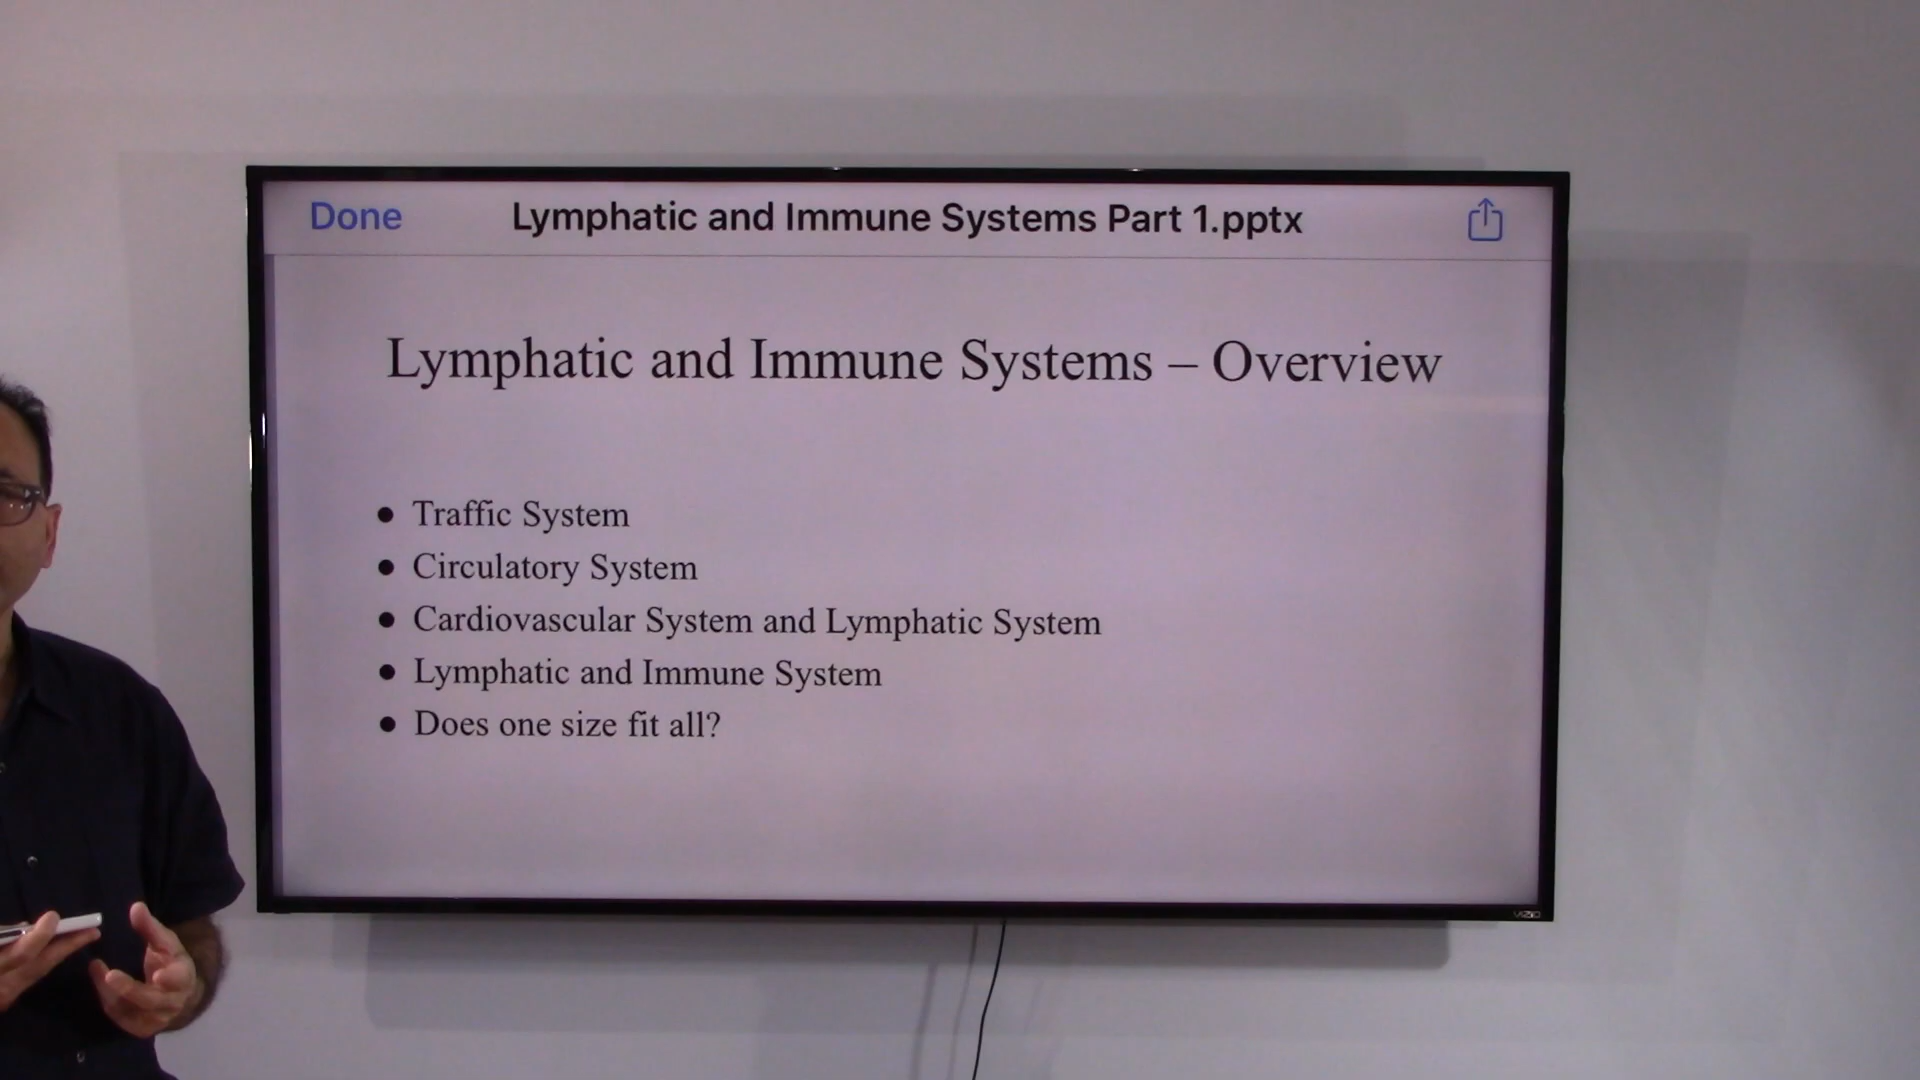 Done Lymphatic and Immune Systems Part 1.pptx
Lymphatic and Immune Systems – Overview
● Traffic System
● Circulatory System
● Cardiovascular System and Lymphatic System
● Lymphatic and Immune System
● Does one size fit all?
VIZIO